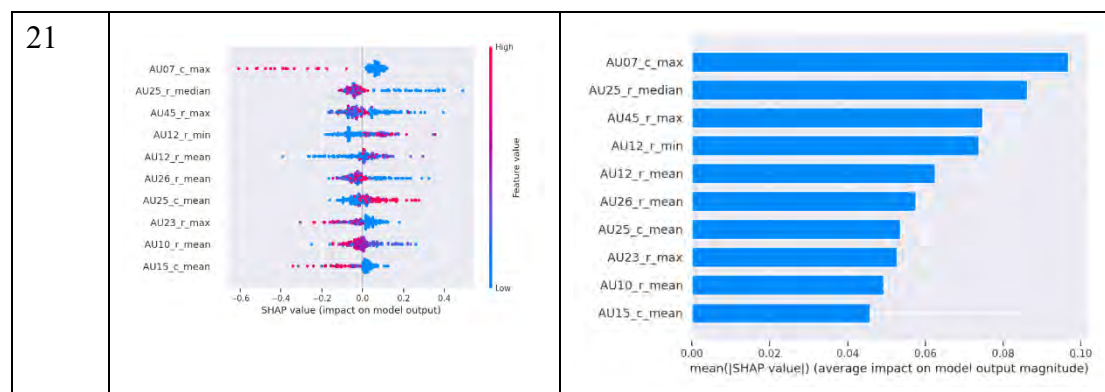 21
High
AU07_c_max
AU25_r_median
AU45_r_max
AU12_r_min
AU12_r_mean
AU26_r_mean
AU25_c_mean
AU23_r_max
AU10_r_mean
AU15_c_mean
Feature value
Low
−0.6 −0.4 −0.2 0.0 0.2 0.4
SHAP value (impact on model output)
AU07_c_max
AU25_r_median
AU45_r_max
AU12_r_min
AU12_r_mean
AU26_r_mean
AU25_c_mean
AU23_r_max
AU10_r_mean
AU15_c_mean
0.00 0.02 0.04 0.06 0.08 0.10
mean(|SHAP value|) (average impact on model output magnitude)